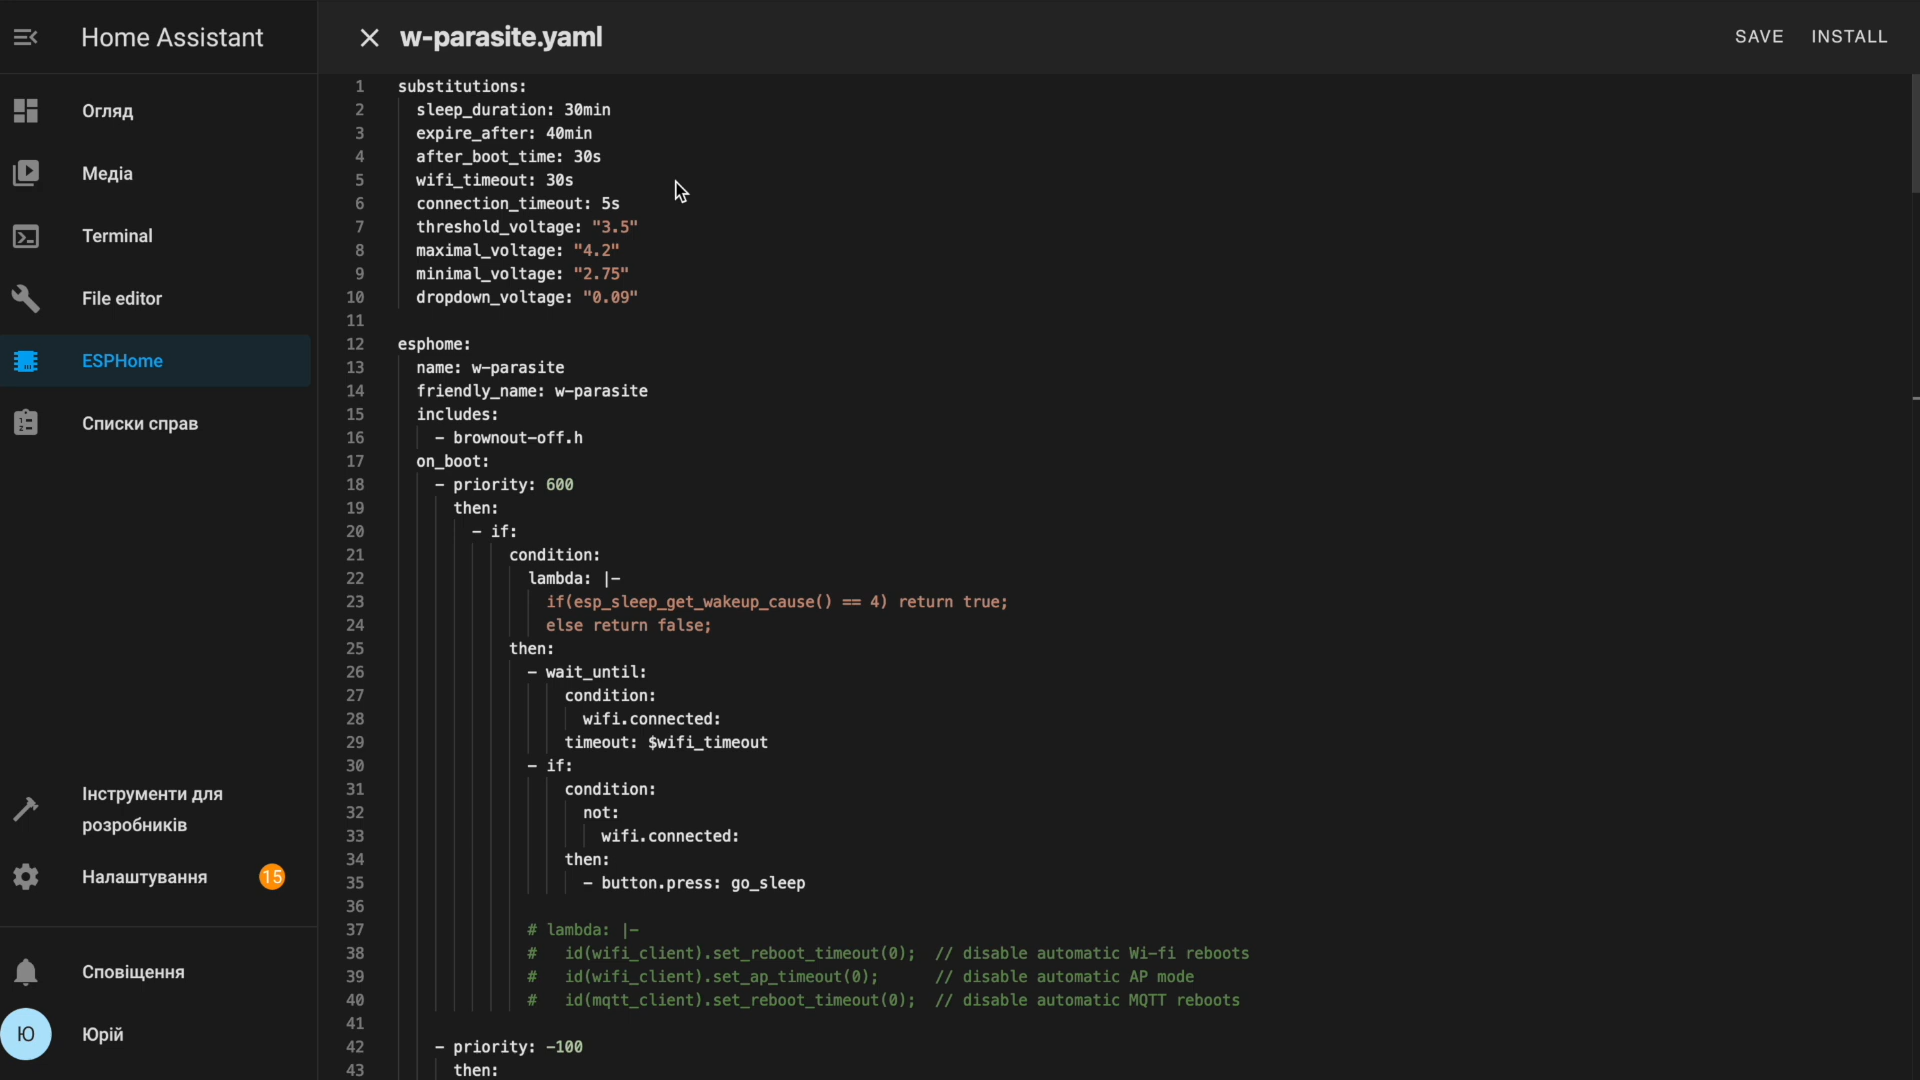 Home Assistant
w-parasite.yaml
SAVE INSTALL
Огляд
Медіа
Terminal
File editor
ESPHome
Списки справ
Інструменти для
розробників
Налаштування 15
Сповіщення
Ю Юрій
1 substitutions:
2 sleep_duration: 30min
3 expire_after: 40min
4 after_boot_time: 30s
5 wifi_timeout: 30s
6 connection_timeout: 5s
7 threshold_voltage: "3.5"
8 maximal_voltage: "4.2"
9 minimal_voltage: "2.75"
10 dropdown_voltage: "0.09"
11
12 esphome:
13 name: w-parasite
14 friendly_name: w-parasite
15 includes:
16 - brownout-off.h
17 on_boot:
18 - priority: 600
19 then:
20 - if:
21 condition:
22 lambda: |-
23 if(esp_sleep_get_wakeup_cause() == 4) return true;
24 else return false;
25 then:
26 - wait_until:
27 condition:
28 wifi.connected:
29 timeout: $wifi_timeout
30 - if:
31 condition:
32 not:
33 wifi.connected:
34 then:
35 - button.press: go_sleep
36
37 # lambda: |-
38 # id(wifi_client).set_reboot_timeout(0); // disable automatic Wi-fi reboots
39 # id(wifi_client).set_ap_timeout(0); // disable automatic AP mode
40 # id(mqtt_client).set_reboot_timeout(0); // disable automatic MQTT reboots
41
42 - priority: -100
43 then: